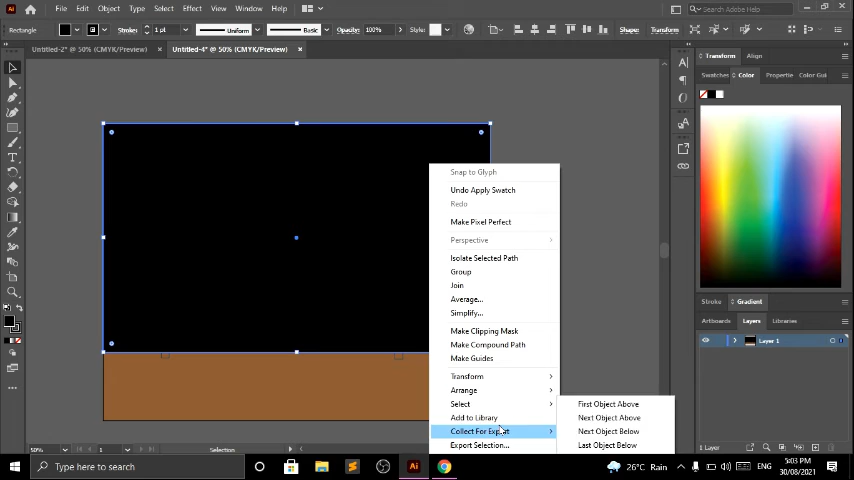 Ai File Edit Object Type Select Effect View Window Help Search Adobe Help
Rectangle Stroke: 1 pt Uniform Basic Opacity: 100% Style: Shape: Transform
Untitled-2* @ 50% (CMYK/Preview) × Untitled-4* @ 50% (CMYK/Preview) ×
Transform Align
Swatches Color Propertie Color Gui
Snap to Glyph
Undo Apply Swatch
Redo
Make Pixel Perfect
Perspective
Isolate Selected Path
Group
Join
Average...
Simplify...
Make Clipping Mask
Make Compound Path
Make Guides
Transform
Arrange
Select
Add to Library
Collect For Export
Export Selection...
First Object Above
Next Object Above
Next Object Below
Last Object Below
Stroke Gradient
Artboards Layers Libraries
Layer 1
50% 1 Selection 1 Layer
Type here to search Ai 26°C Rain 5:03 PM
30/08/2021